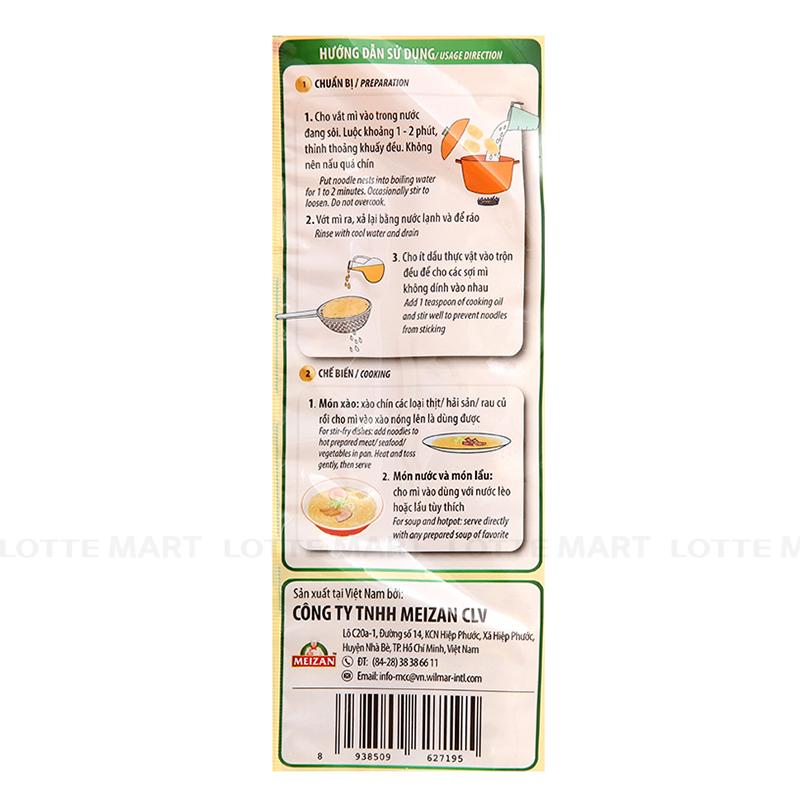 HƯỚNG DẪN SỬ DỤNG/ USAGE DIRECTION
1 CHUẨN BỊ / PREPARATION
1. Cho vắt mì vào trong nước
đang sôi. Luộc khoảng 1 - 2 phút,
thỉnh thoảng khuấy đều. Không
nên nấu quá chín
Put noodle nests into boiling water
for 1 to 2 minutes. Occasionally stir to
loosen. Do not overcook.
2. Vớt mì ra, xả lại bằng nước lạnh và để ráo
Rinse with cool water and drain
3. Cho ít dầu thực vật vào trộn
đều để cho các sợi mì
không dính vào nhau
Add 1 teaspoon of cooking oil
and stir well to prevent noodles
from sticking
2 CHẾ BIẾN / COOKING
1. Món xào: xào chín các loại thịt/ hải sản/ rau củ
rồi cho mì vào xào nóng lên là dùng được
For stir-fry dishes: add noodles to
hot prepared meat/ seafood/
vegetables in pan. Heat and toss
gently, then serve
2. Món nước và món lẩu:
cho mì vào dùng với nước lèo
hoặc lẩu tùy thích
For soup and hotpot: serve directly
with any prepared soup of favorite
LOTTE MART LOTTE MART LOTTE MART LOTTE MART
Sản xuất tại Việt Nam bởi:
CÔNG TY TNHH MEIZAN CLV
Lô C20a-1, Đường số 14, KCN Hiệp Phước, Xã Hiệp Phước,
Huyện Nhà Bè, TP. Hồ Chí Minh, Việt Nam
MEIZAN
ĐT: (84-28) 38 38 66 11
Email: info-mcc@vn.wilmar-intl.com
8 938509 627195